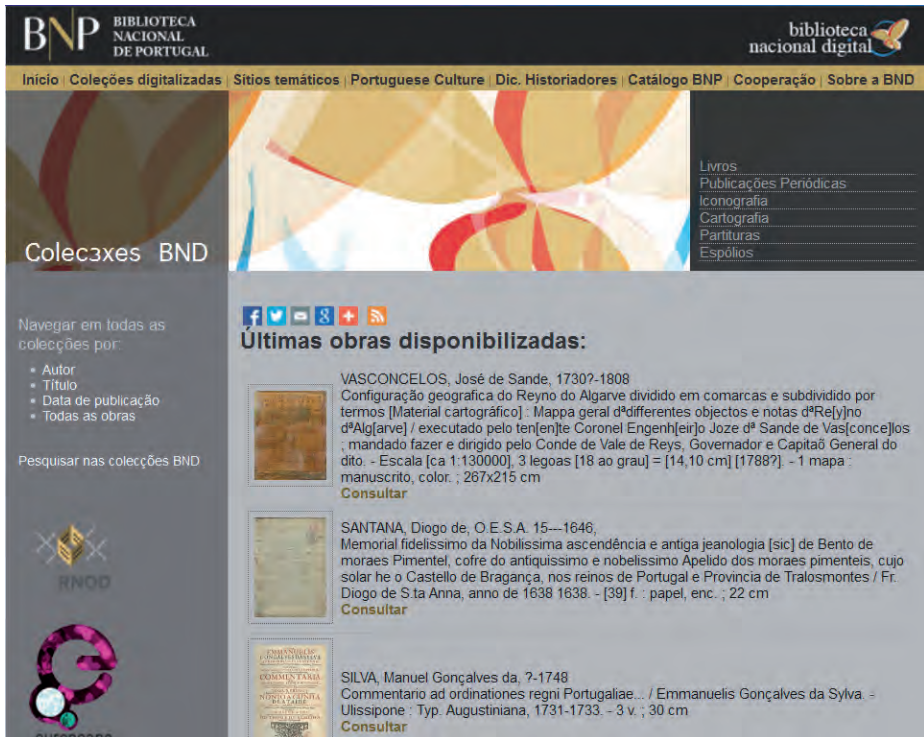 BNP BIBLIOTECA
NACIONAL
DE PORTUGAL
biblioteca
nacional digital
Início | Coleções digitalizadas | Sítios temáticos | Portuguese Culture | Dic. Historiadores | Catálogo BNP | Cooperação | Sobre a BND
Livros
Publicações Periódicas
Iconografia
Cartografia
Partituras
Espólios
Colecɜxes BND
Navegar em todas as
colecções por:
Autor
Título
Data de publicação
Todas as obras
Pesquisar nas colecções BND
RNOD
europeana
Últimas obras disponibilizadas:
VASCONCELOS, José de Sande, 1730?-1808
Configuração geografica do Reyno do Algarve dividido em comarcas e subdividido por
termos [Material cartográfico] : Mappa geral dªdifferentes objectos e notas dªRe[y]no
dªAlg[arve] / executado pelo ten[en]te Coronel Engenh[eir]o Joze dª Sande de Vas[conce]los
; mandado fazer e dirigido pelo Conde de Vale de Reys, Governador e Capitaõ General do
dito. - Escala [ca 1:130000], 3 legoas [18 ao grau] = [14,10 cm] [1788?]. - 1 mapa :
manuscrito, color. ; 267x215 cm
Consultar
SANTANA, Diogo de, O.E.S.A. 15---1646,
Memorial fidelissimo da Nobilissima ascendência e antiga jeanologia [sic] de Bento de
moraes Pimentel, cofre do antiquissimo e nobelissimo Apelido dos moraes pimenteis, cujo
solar he o Castello de Bragança, nos reinos de Portugal e Provincia de Tralosmontes / Fr.
Diogo de S.ta Anna, anno de 1638 1638. - [39] f. : papel, enc. ; 22 cm
Consultar
COMMENTARIA
SILVA, Manuel Gonçalves da, ?-1748
Commentario ad ordinationes regni Portugaliae... / Emmanuelis Gonçalves da Sylva. -
Ulissipone : Typ. Augustiniana, 1731-1733. - 3 v. ; 30 cm
Consultar